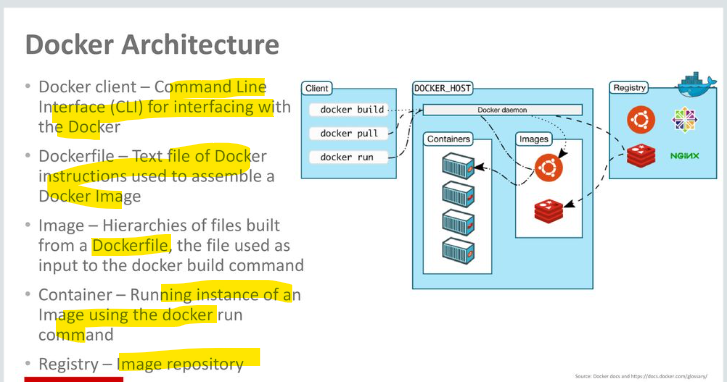 Docker Architecture
• Docker client – Command Line
Interface (CLI) for interfacing with
the Docker
• Dockerfile – Text file of Docker
instructions used to assemble a
Docker Image
• Image – Hierarchies of files built
from a Dockerfile, the file used as
input to the docker build command
• Container – Running instance of an
Image using the docker run
command
• Registry – Image repository
Client
docker build
docker pull
docker run
DOCKER_HOST
Docker daemon
Containers
Images
Registry
NGINX
Source: Docker docs and https://docs.docker.com/glossary/